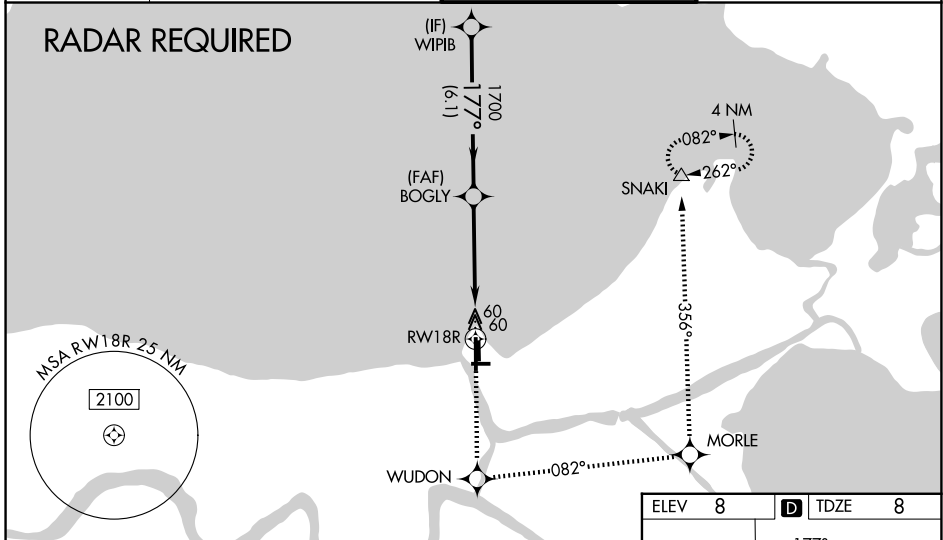 RADAR REQUIRED
(IF)
WIPIB
1700
177°
(6.1)
4 NM
082°
262°
SNAKI
(FAF)
BOGLY
356°
60
60
RW18R
MSA RW18R 25 NM
2100
MORLE
WUDON
082°
ELEV 8 D TDZE 8
177°